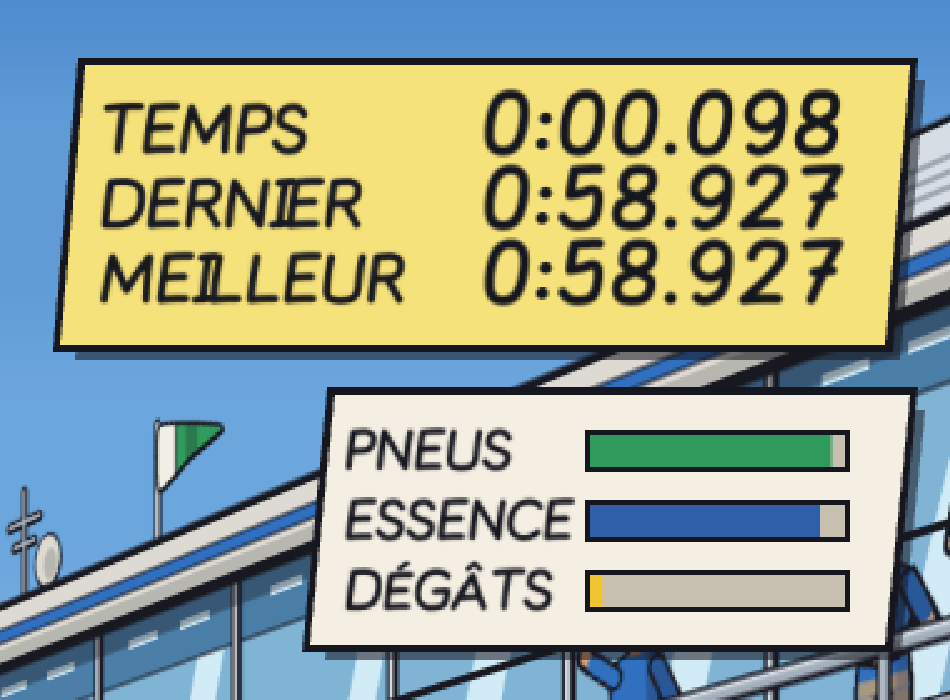 TEMPS 0:00.098
DERNIER 0:58.927
MEILLEUR 0:58.927
PNEUS
ESSENCE
DÉGÂTS